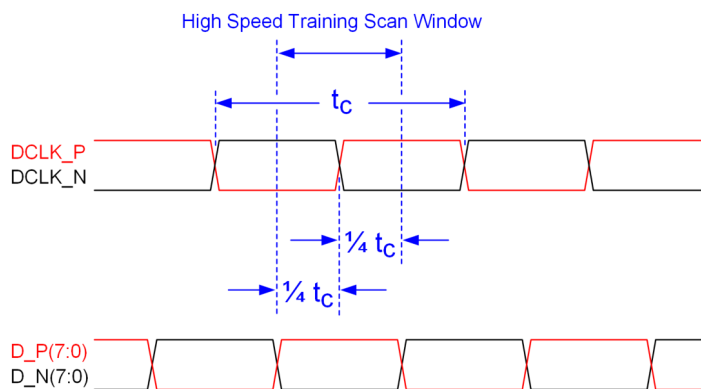 High Speed Training Scan Window
tc
DCLK_P
DCLK_N
¼ tc
¼ tc
D_P(7:0)
D_N(7:0)